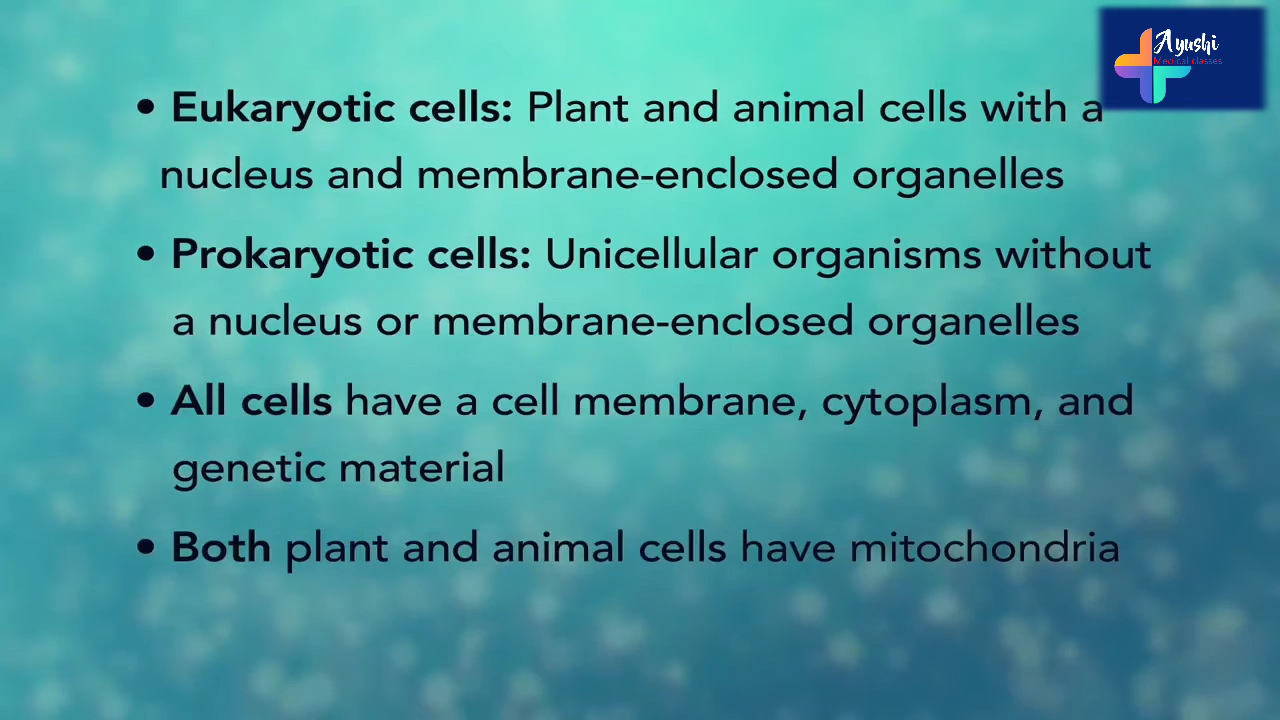 Ayushi
Medical classes
• Eukaryotic cells: Plant and animal cells with a
nucleus and membrane-enclosed organelles
• Prokaryotic cells: Unicellular organisms without
a nucleus or membrane-enclosed organelles
• All cells have a cell membrane, cytoplasm, and
genetic material
• Both plant and animal cells have mitochondria